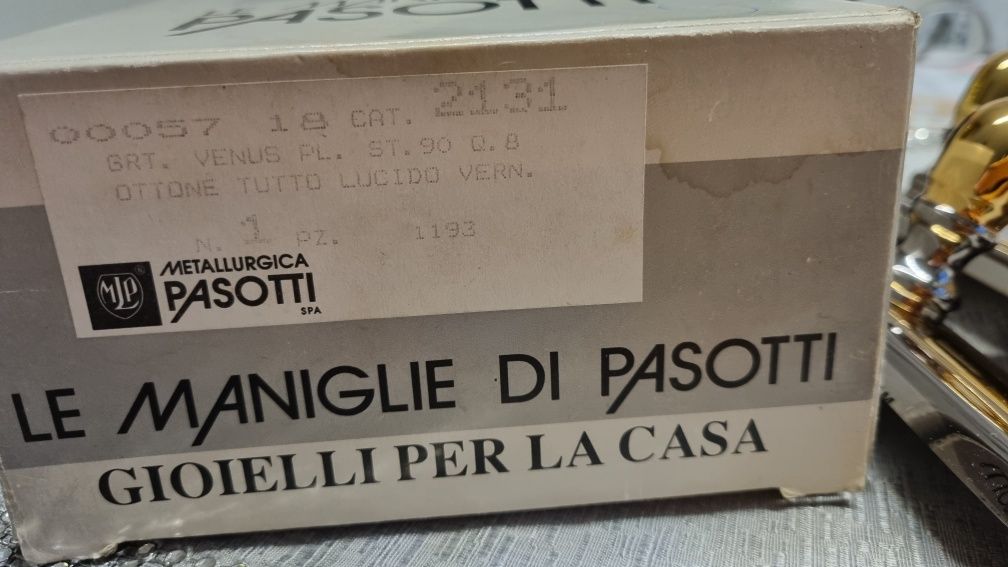 PASOTTI
00057 18 CAT. 2131
GRT. VENUS PL. ST.90 Q.8
OTTONE TUTTO LUCIDO VERN.
N. 1 PZ. 1193
MLP
METALLURGICA
PASOTTI
SPA
LE MANIGLIE DI PASOTTI
GIOIELLI PER LA CASA